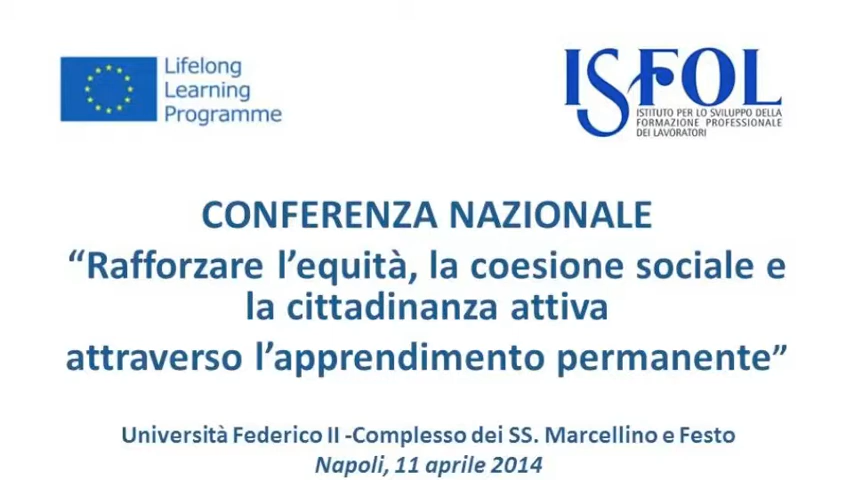 Lifelong
Learning
Programme
ISFOL
ISTITUTO PER LO SVILUPPO DELLA
FORMAZIONE PROFESSIONALE
DEI LAVORATORI
CONFERENZA NAZIONALE
“Rafforzare l’equità, la coesione sociale e
la cittadinanza attiva
attraverso l’apprendimento permanente”
Università Federico II -Complesso dei SS. Marcellino e Festo
Napoli, 11 aprile 2014